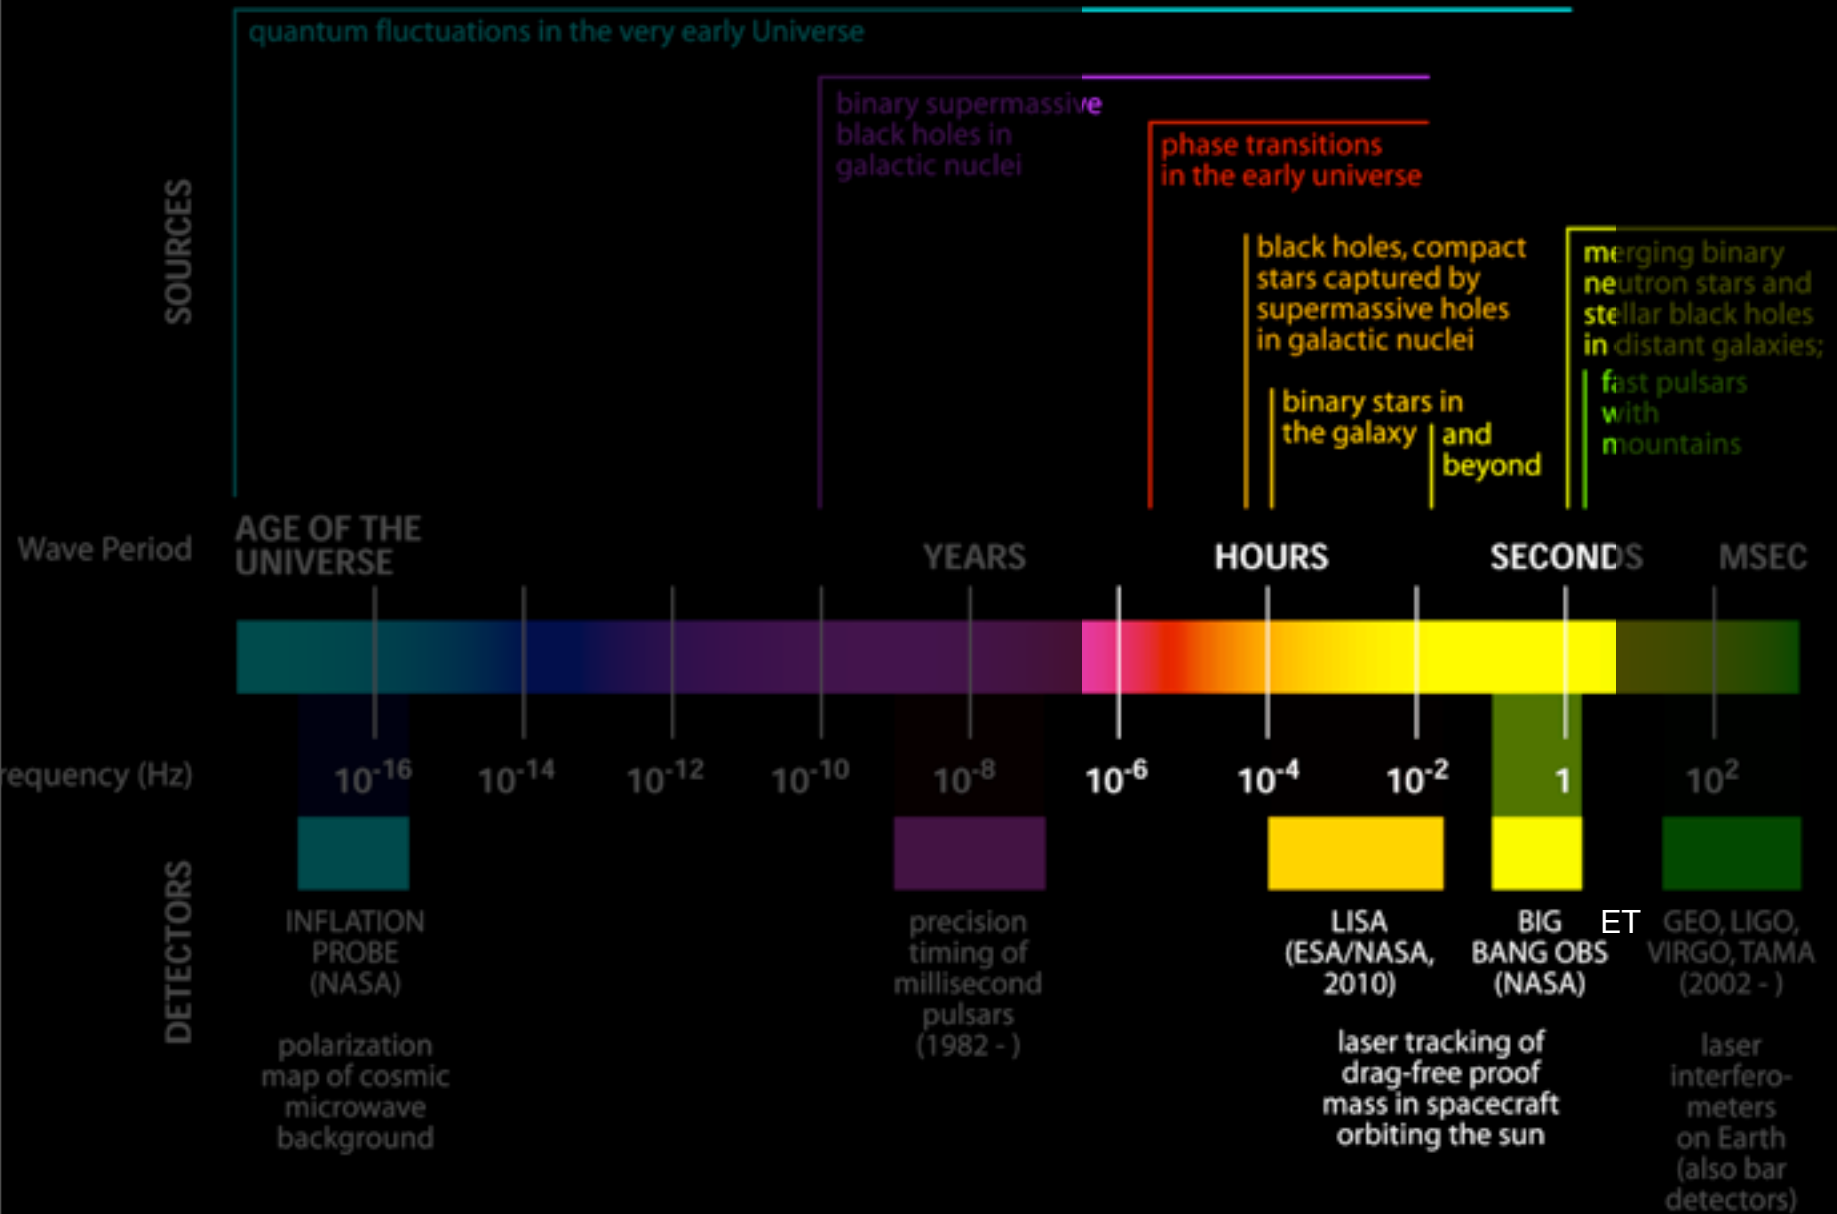 quantum fluctuations in the very early Universe
binary supermassive
black holes in
galactic nuclei
phase transitions
in the early universe
SOURCES
black holes, compact
stars captured by
supermassive holes
in galactic nuclei
merging binary
neutron stars and
stellar black holes
in distant galaxies;
binary stars in
the galaxy
and
beyond
fast pulsars
with
mountains
Wave Period
AGE OF THE
UNIVERSE
YEARS
HOURS
SECONDS
MSEC
requency (Hz)
10⁻¹⁶ 10⁻¹⁴ 10⁻¹² 10⁻¹⁰ 10⁻⁸ 10⁻⁶ 10⁻⁴ 10⁻² 1 10²
DETECTORS
INFLATION
PROBE
(NASA)
polarization
map of cosmic
microwave
background
precision
timing of
millisecond
pulsars
(1982 - )
LISA
(ESA/NASA,
2010)
BIG
BANG OBS
(NASA)
laser tracking of
drag-free proof
mass in spacecraft
orbiting the sun
ET
GEO, LIGO,
VIRGO, TAMA
(2002 - )
laser
interfero-
meters
on Earth
(also bar
detectors)